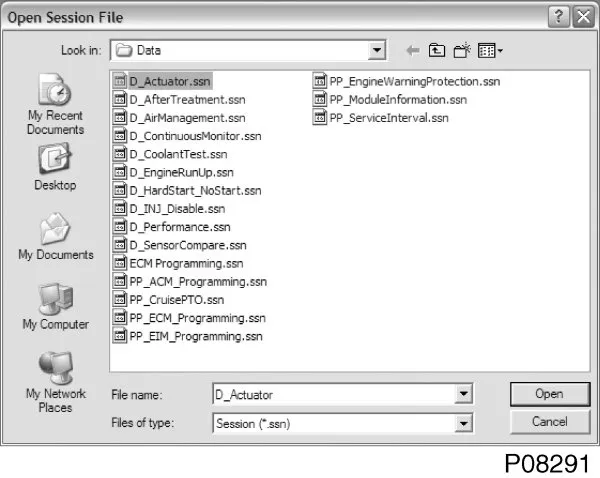 Open Session File
Look in: Data
My Recent
Documents
Desktop
My Documents
My Computer
My Network
Places
D_Actuator.ssn
D_AfterTreatment.ssn
D_AirManagement.ssn
D_ContinuousMonitor.ssn
D_CoolantTest.ssn
D_EngineRunUp.ssn
D_HardStart_NoStart.ssn
D_INJ_Disable.ssn
D_Performance.ssn
D_SensorCompare.ssn
ECM Programming.ssn
PP_ACM_Programming.ssn
PP_CruisePTO.ssn
PP_ECM_Programming.ssn
PP_EIM_Programming.ssn
PP_EngineWarningProtection.ssn
PP_ModuleInformation.ssn
PP_ServiceInterval.ssn
File name: D_Actuator Open
Files of type: Session (*.ssn) Cancel
P08291